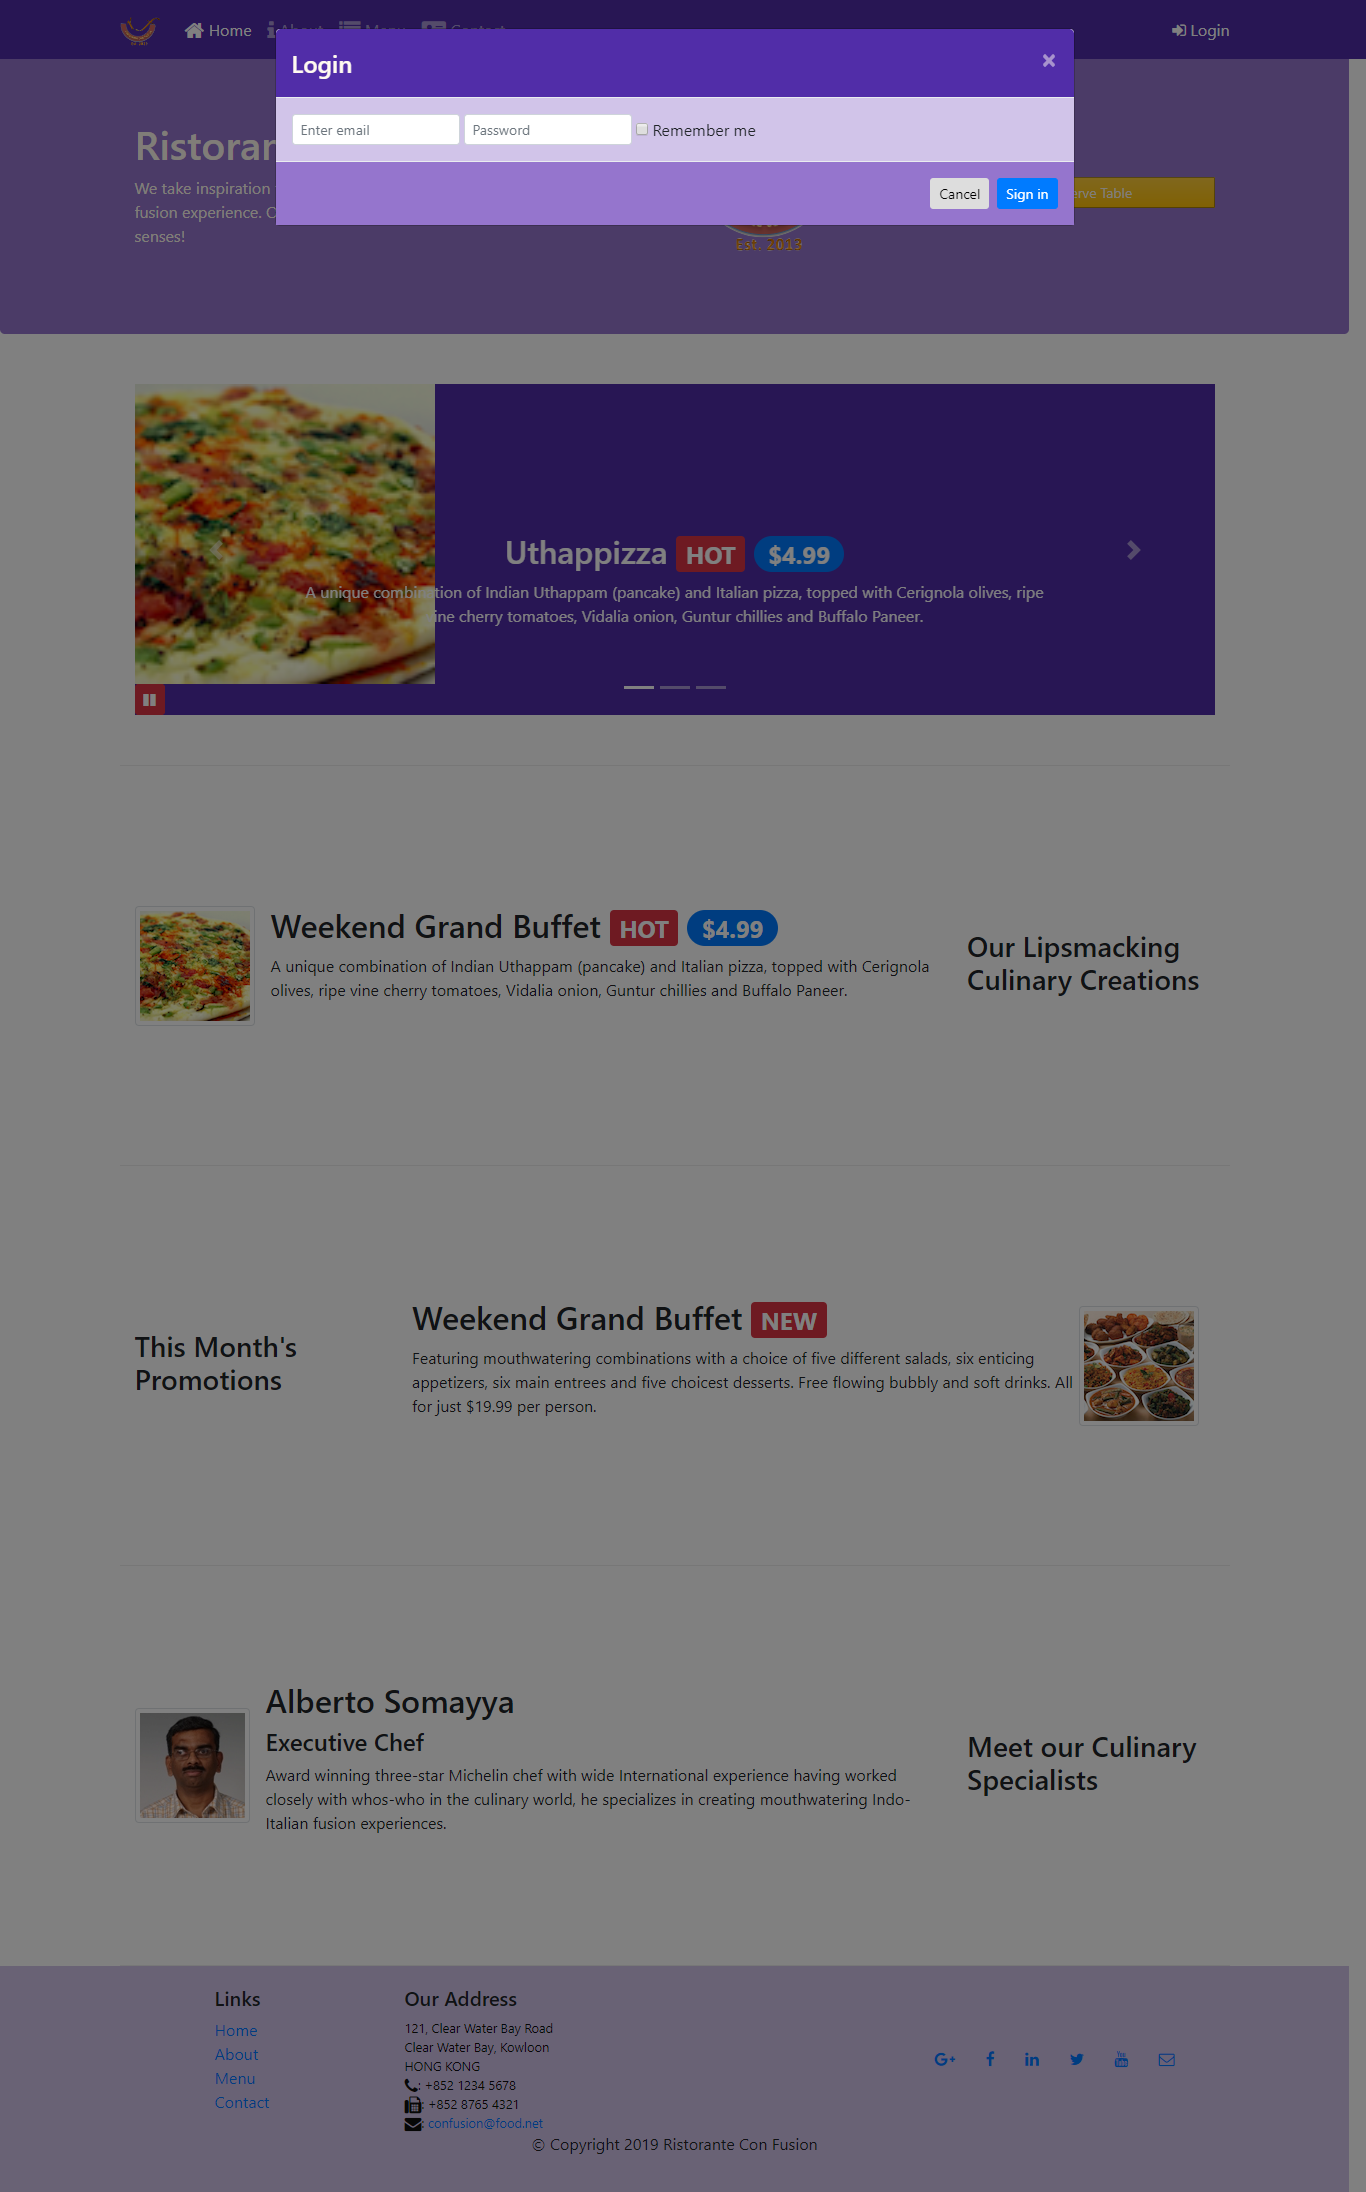 Home
Login
Login
×
Enter email
Password
Remember me
Cancel
Sign in
Ristorar
We take inspiration
fusion experience. C
senses!
Est. 2019
erve Table
Uthappizza HOT $4.99
A unique combination of Indian Uthappam (pancake) and Italian pizza, topped with Cerignola olives, ripe
vine cherry tomatoes, Vidalia onion, Guntur chillies and Buffalo Paneer.
Weekend Grand Buffet HOT $4.99
A unique combination of Indian Uthappam (pancake) and Italian pizza, topped with Cerignola
olives, ripe vine cherry tomatoes, Vidalia onion, Guntur chillies and Buffalo Paneer.
Our Lipsmacking
Culinary Creations
This Month's
Promotions
Weekend Grand Buffet NEW
Featuring mouthwatering combinations with a choice of five different salads, six enticing
appetizers, six main entrees and five choicest desserts. Free flowing bubbly and soft drinks. All
for just $19.99 per person.
Alberto Somayya
Executive Chef
Award winning three-star Michelin chef with wide International experience having worked
closely with whos-who in the culinary world, he specializes in creating mouthwatering Indo-
Italian fusion experiences.
Meet our Culinary
Specialists
Links
Home
About
Menu
Contact
Our Address
121, Clear Water Bay Road
Clear Water Bay, Kowloon
HONG KONG
: +852 1234 5678
: +852 8765 4321
: confusion@food.net
© Copyright 2019 Ristorante Con Fusion